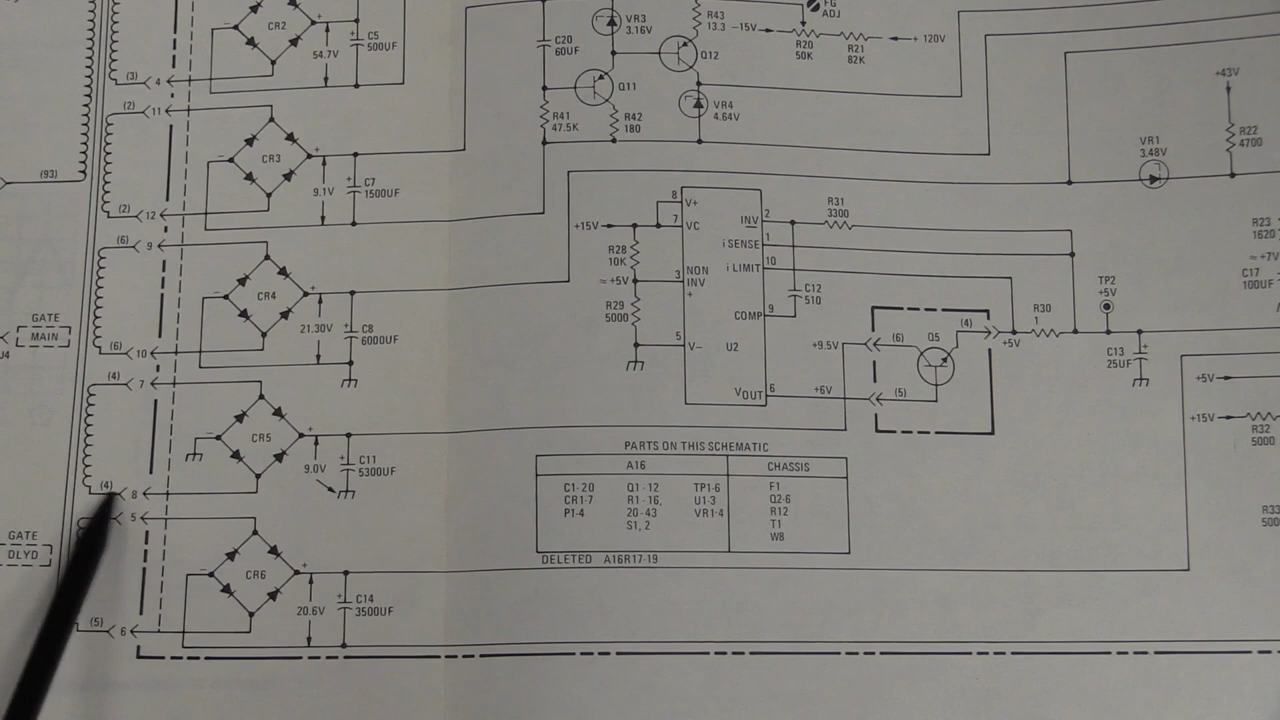 CR2
+
54.7V
C5
500UF
(3)
4
(2)
11
CR3
9.1V
C7
1500UF
(2)
12
(93)
(6)
9
CR4
21.30V
C8
6000UF
(6)
10
GATE
MAIN
J4
(4)
7
CR5
9.0V
C11
5300UF
(4)
8
5
GATE
DLYD
CR6
20.6V
C14
3500UF
(5)
6
C20
60UF
VR3
3.16V
R43
13.3
-15V
FG
ADJ
R20
50K
R21
82K
+ 120V
Q12
Q11
R41
47.5K
R42
180
VR4
4.64V
+43V
R22
4700
VR1
3.48V
+15V
R28
10K
≈ +5V
R29
5000
8
V+
7
VC
3
NON
INV
+
5
V-
U2
INV
2
i SENSE
1
i LIMIT
10
COMP
9
VOUT
6
R31
3300
C12
510
+9.5V
+6V
(6)
Q5
(4)
(5)
+5V
R30
1
TP2
+5V
C13
25UF
R23
1620
≈ +7V
C17
100UF
+5V
+15V
R32
5000
R33
PARTS ON THIS SCHEMATIC
A16 CHASSIS
C1-20 Q1-12 TP1-6 F1
CR1-7 R1-16, U1-3 Q2-6
P1-4 20-43 VR1-4 R12
S1, 2 T1
W8
DELETED A16R17-19